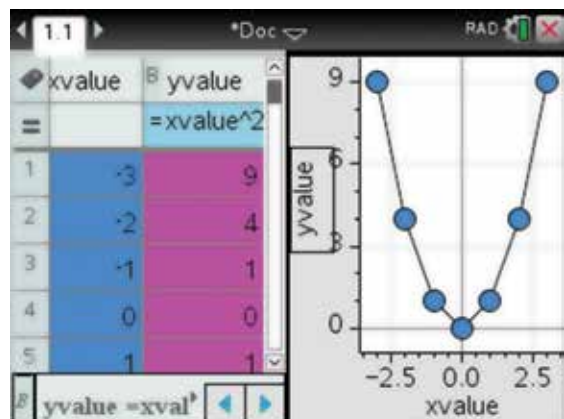 1.1 *Doc RAD
xvalue B yvalue
= =xvalue^2
1 -3 9
2 -2 4
3 -1 1
4 0 0
5 1 1
B yvalue =xval
9
6
3
0
yvalue
-2.5 0.0 2.5
xvalue